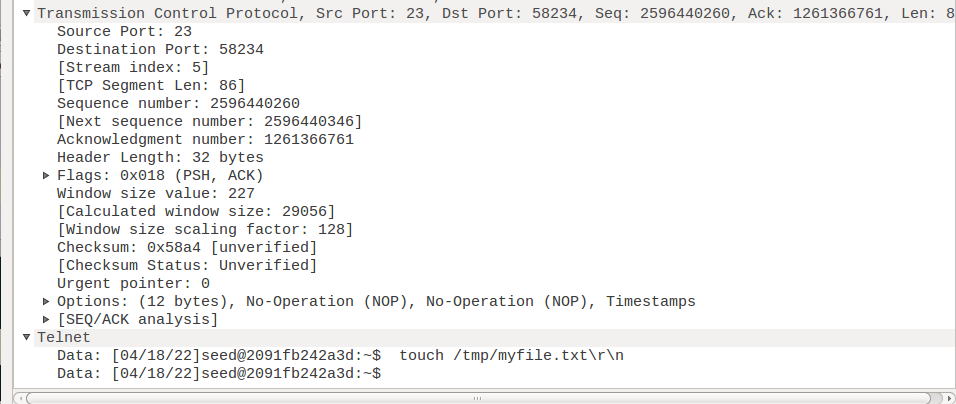 Transmission Control Protocol, Src Port: 23, Dst Port: 58234, Seq: 2596440260, Ack: 1261366761, Len: 8
Source Port: 23
Destination Port: 58234
[Stream index: 5]
[TCP Segment Len: 86]
Sequence number: 2596440260
[Next sequence number: 2596440346]
Acknowledgment number: 1261366761
Header Length: 32 bytes
Flags: 0x018 (PSH, ACK)
Window size value: 227
[Calculated window size: 29056]
[Window size scaling factor: 128]
Checksum: 0x58a4 [unverified]
[Checksum Status: Unverified]
Urgent pointer: 0
Options: (12 bytes), No-Operation (NOP), No-Operation (NOP), Timestamps
[SEQ/ACK analysis]
Telnet
Data: [04/18/22]seed@2091fb242a3d:~$  touch /tmp/myfile.txt\r\n
Data: [04/18/22]seed@2091fb242a3d:~$